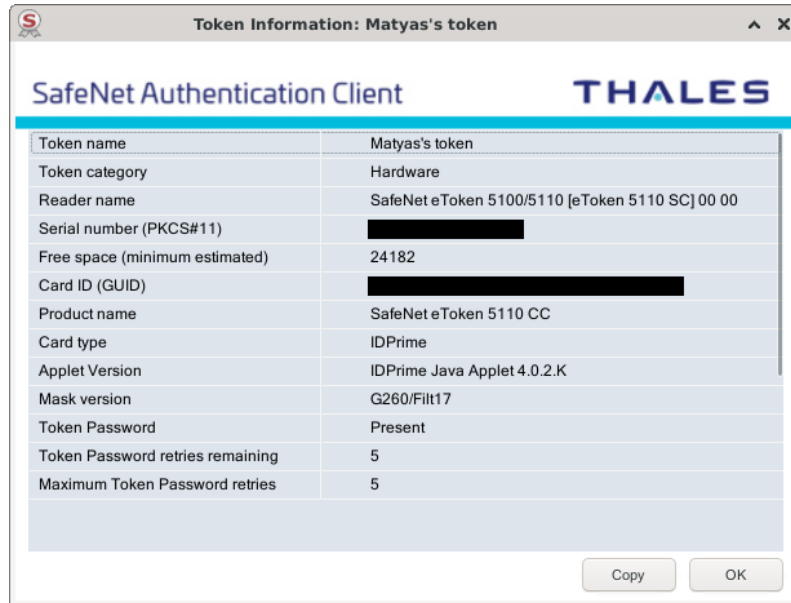 Token Information: Matyas's token
SafeNet Authentication Client
THALES
Token name Matyas's token
Token category Hardware
Reader name SafeNet eToken 5100/5110 [eToken 5110 SC] 00 00
Serial number (PKCS#11)
Free space (minimum estimated) 24182
Card ID (GUID)
Product name SafeNet eToken 5110 CC
Card type IDPrime
Applet Version IDPrime Java Applet 4.0.2.K
Mask version G260/Filt17
Token Password Present
Token Password retries remaining 5
Maximum Token Password retries 5
Copy OK